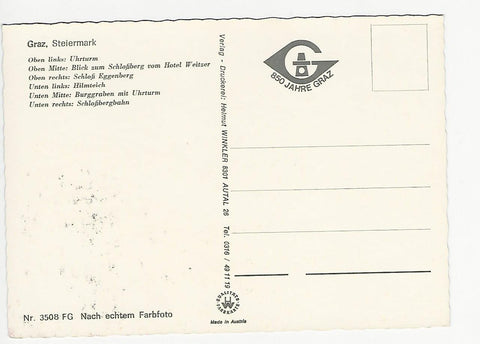 Graz, Steiermark
Oben links: Uhrturm
Oben Mitte: Blick zum Schloßberg vom Hotel Weitzer
Oben rechts: Schloß Eggenberg
Unten links: Hilmteich
Unten Mitte: Burggraben mit Uhrturm
Unten rechts: Schloßbergbahn
Nr. 3508 FG Nach echtem Farbfoto
Verlag - Druckerei: Helmut WINKLER 8301 AUTAL 26 Tel. 0316 / 49 11 19
850 JAHRE GRAZ
Made in Austria